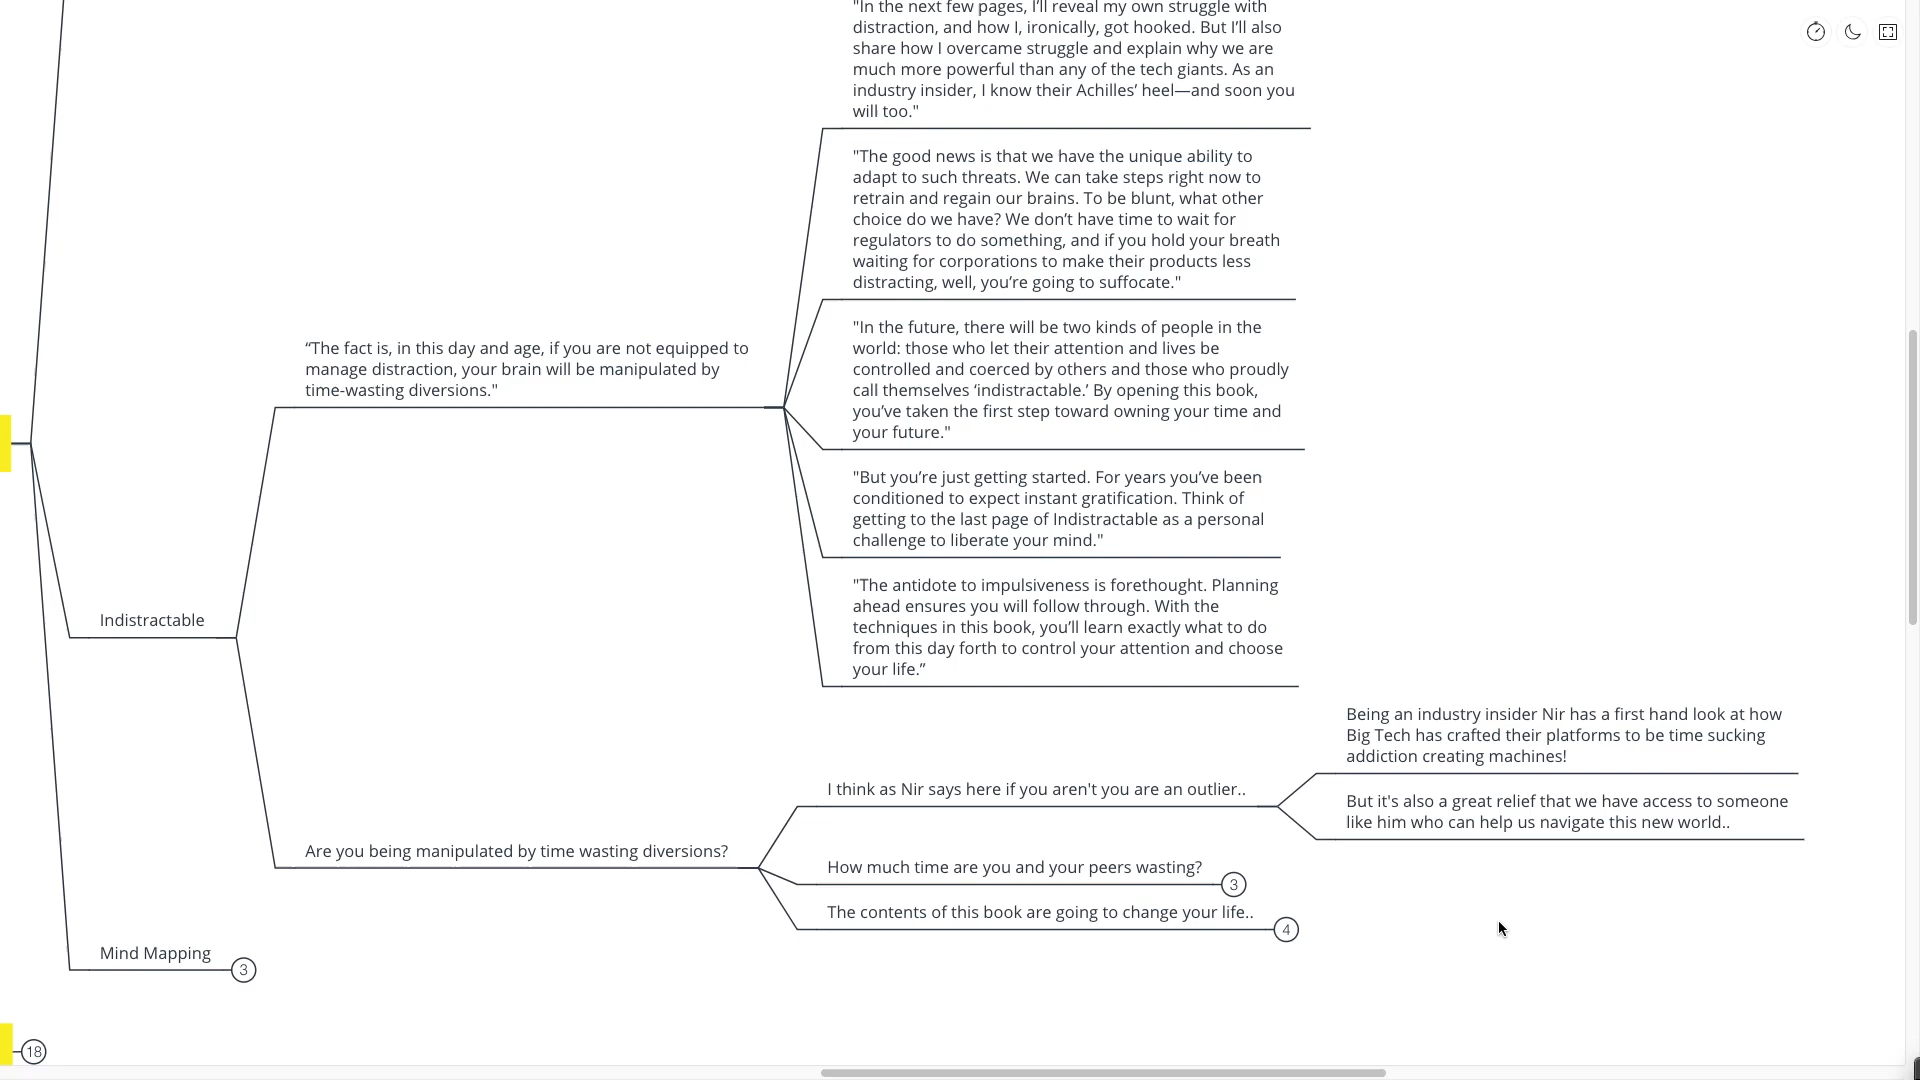 "In the next few pages, I’ll reveal my own struggle with
distraction, and how I, ironically, got hooked. But I’ll also
share how I overcame struggle and explain why we are
much more powerful than any of the tech giants. As an
industry insider, I know their Achilles’ heel—and soon you
will too."
"The good news is that we have the unique ability to
adapt to such threats. We can take steps right now to
retrain and regain our brains. To be blunt, what other
choice do we have? We don’t have time to wait for
regulators to do something, and if you hold your breath
waiting for corporations to make their products less
distracting, well, you’re going to suffocate."
“The fact is, in this day and age, if you are not equipped to
manage distraction, your brain will be manipulated by
time-wasting diversions."
"In the future, there will be two kinds of people in the
world: those who let their attention and lives be
controlled and coerced by others and those who proudly
call themselves ‘indistractable.’ By opening this book,
you’ve taken the first step toward owning your time and
your future."
"But you’re just getting started. For years you’ve been
conditioned to expect instant gratification. Think of
getting to the last page of Indistractable as a personal
challenge to liberate your mind."
"The antidote to impulsiveness is forethought. Planning
ahead ensures you will follow through. With the
techniques in this book, you’ll learn exactly what to do
from this day forth to control your attention and choose
your life.”
Indistractable
Being an industry insider Nir has a first hand look at how
Big Tech has crafted their platforms to be time sucking
addiction creating machines!
I think as Nir says here if you aren't you are an outlier..
But it's also a great relief that we have access to someone
like him who can help us navigate this new world..
Are you being manipulated by time wasting diversions?
How much time are you and your peers wasting?
3
The contents of this book are going to change your life..
4
Mind Mapping
3
18